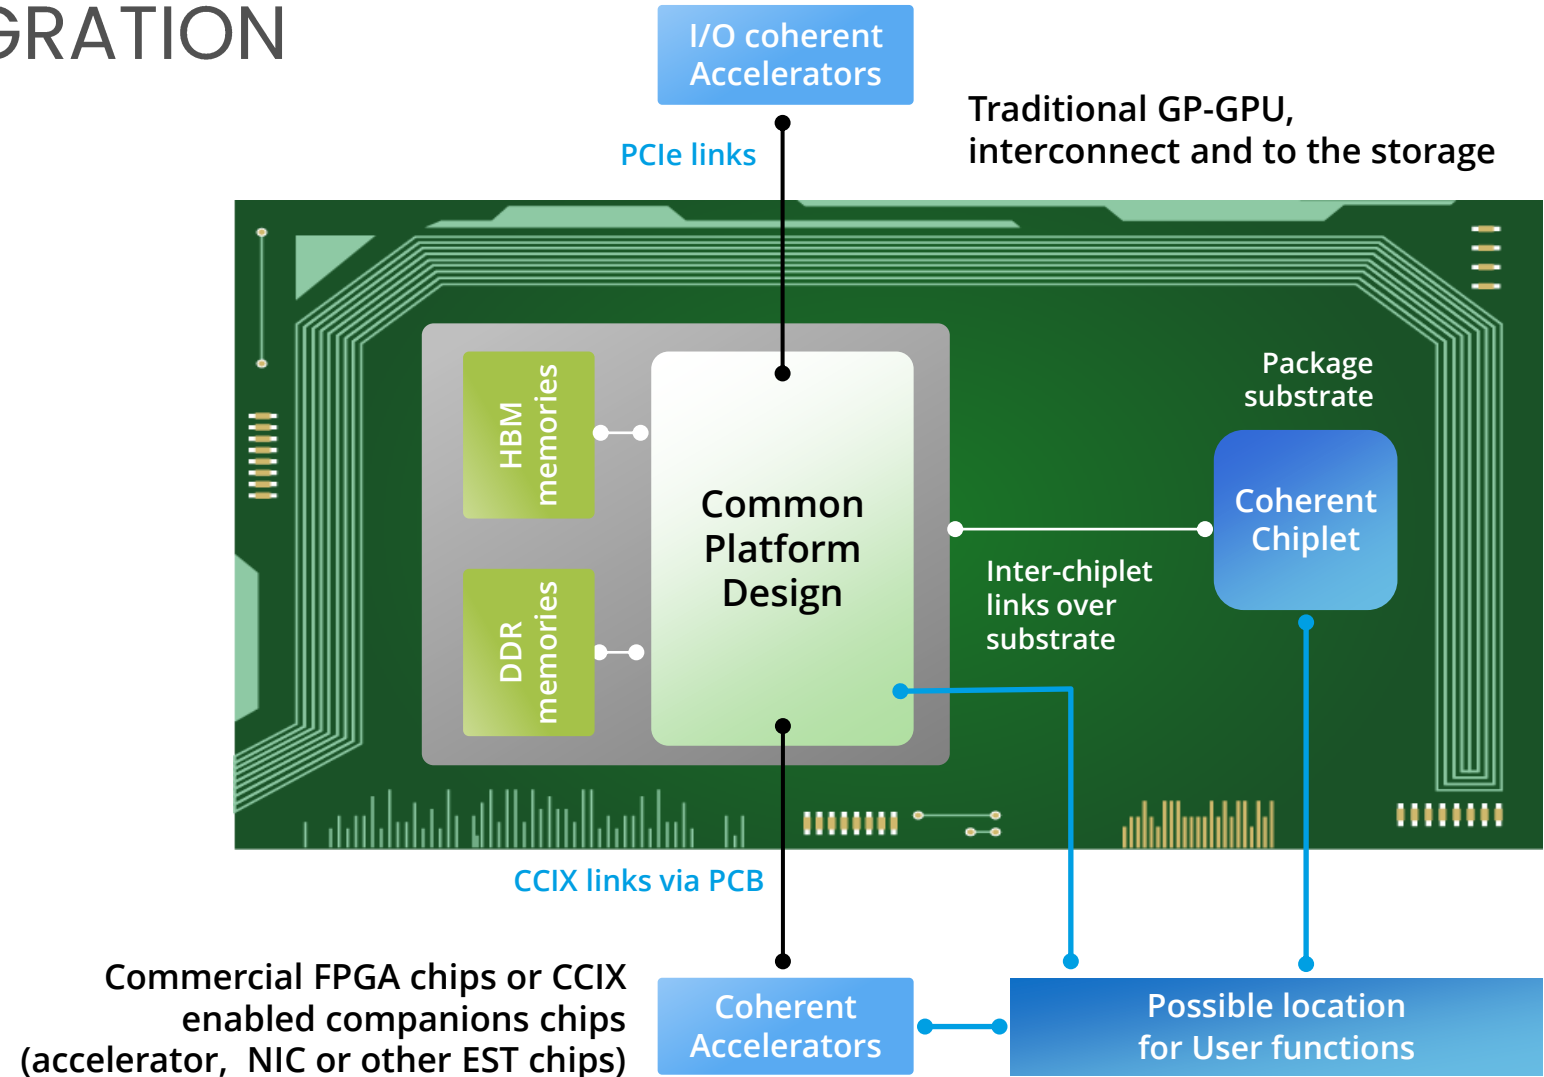 GRATION
I/O coherent
Accelerators
PCIe links
Traditional GP-GPU,
interconnect and to the storage
HBM
memories
DDR
memories
Common
Platform
Design
Package
substrate
Coherent
Chiplet
Inter-chiplet
links over
substrate
CCIX links via PCB
Commercial FPGA chips or CCIX
enabled companions chips
(accelerator, NIC or other EST chips)
Coherent
Accelerators
Possible location
for User functions